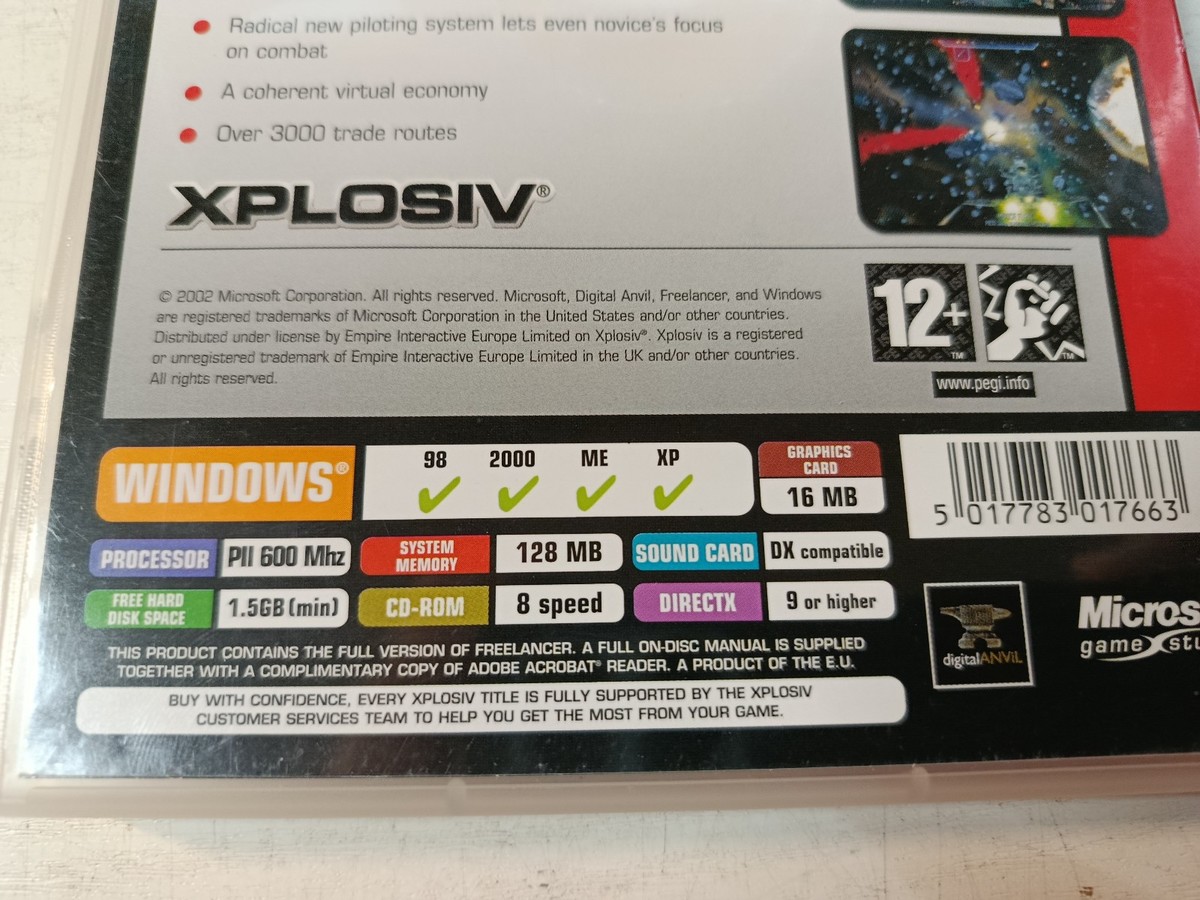 Radical new piloting system lets even novice's focus
on combat
A coherent virtual economy
Over 3000 trade routes
XPLOSIV®
© 2002 Microsoft Corporation. All rights reserved. Microsoft, Digital Anvil, Freelancer, and Windows
are registered trademarks of Microsoft Corporation in the United States and/or other countries.
Distributed under license by Empire Interactive Europe Limited on Xplosiv®. Xplosiv is a registered
or unregistered trademark of Empire Interactive Europe Limited in the UK and/or other countries.
All rights reserved.
12+ TM
TM
www.pegi.info
WINDOWS®
98 2000 ME XP
GRAPHICS
CARD
16 MB
5 017783 017663
PROCESSOR PII 600 Mhz
SYSTEM
MEMORY
128 MB
SOUND CARD DX compatible
FREE HARD
DISK SPACE
1.5GB (min)
CD-ROM 8 speed
DIRECTX 9 or higher
digitalANViL
Micros
game stu
THIS PRODUCT CONTAINS THE FULL VERSION OF FREELANCER. A FULL ON-DISC MANUAL IS SUPPLIED
TOGETHER WITH A COMPLIMENTARY COPY OF ADOBE ACROBAT® READER. A PRODUCT OF THE E.U.
BUY WITH CONFIDENCE, EVERY XPLOSIV TITLE IS FULLY SUPPORTED BY THE XPLOSIV
CUSTOMER SERVICES TEAM TO HELP YOU GET THE MOST FROM YOUR GAME.